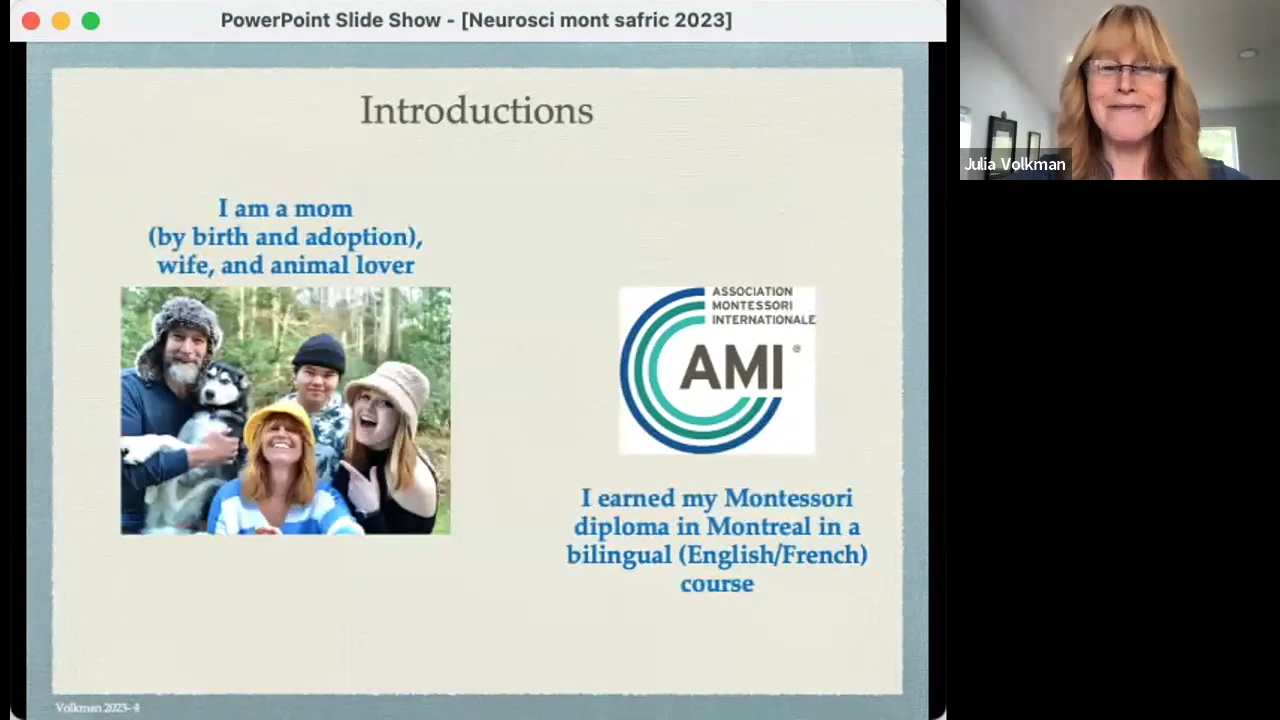 PowerPoint Slide Show - [Neurosci mont safric 2023]
Introductions
I am a mom
(by birth and adoption),
wife, and animal lover
ASSOCIATION
MONTESSORI
INTERNATIONALE
AMI ®
I earned my Montessori
diploma in Montreal in a
bilingual (English/French)
course
Volkman 2023- 4
Julia Volkman